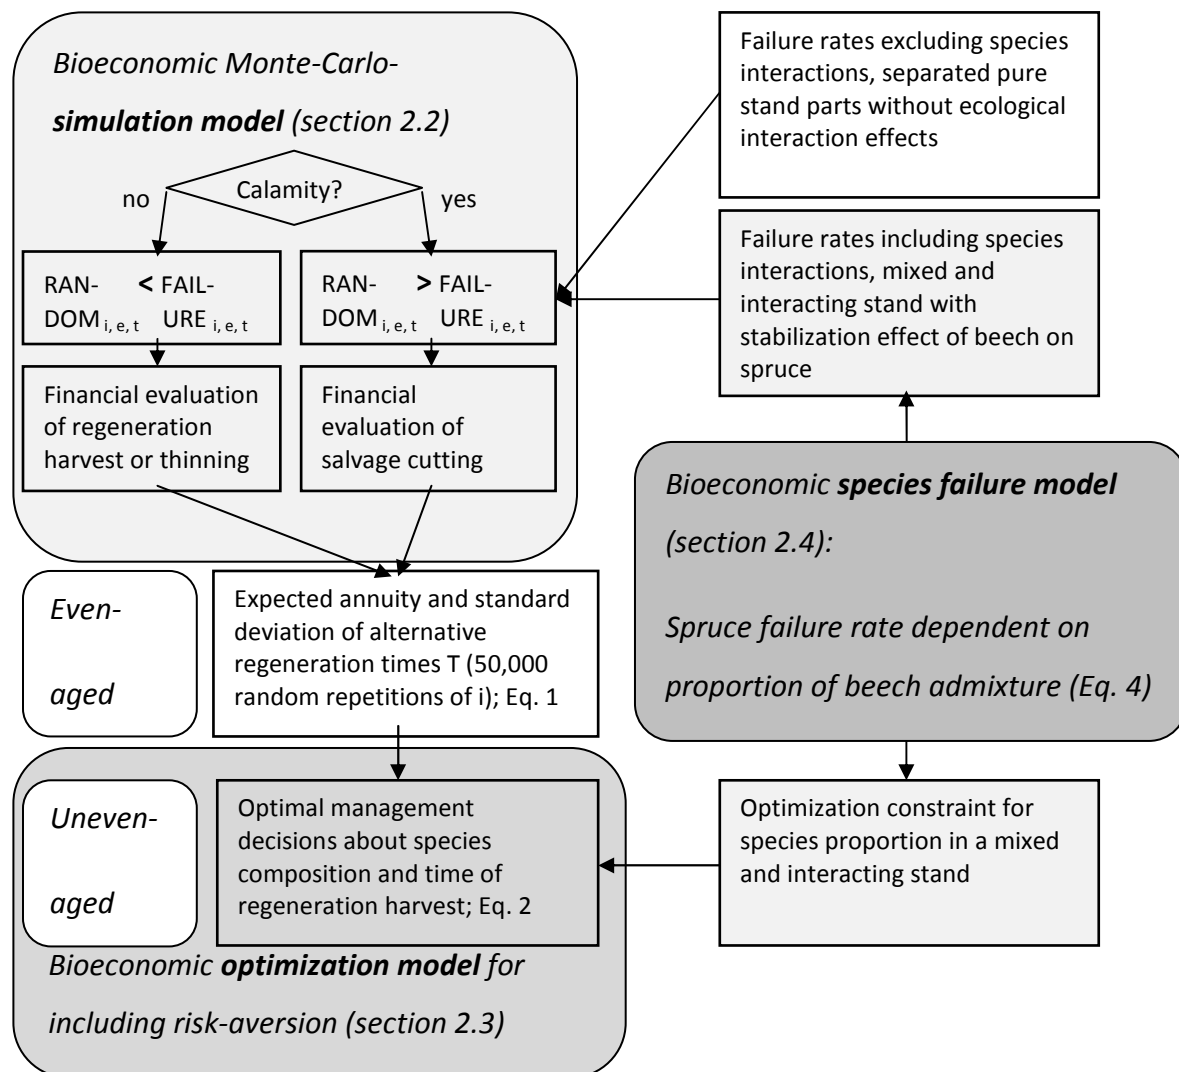 Bioeconomic Monte-Carlo-
simulation model (section 2.2)
Calamity?
no
yes
RAN- < FAIL-
DOM i, e, t URE i, e, t
RAN- > FAIL-
DOM i, e, t URE i, e, t
Financial evaluation
of regeneration
harvest or thinning
Financial
evaluation of
salvage cutting
Failure rates excluding species
interactions, separated pure
stand parts without ecological
interaction effects
Failure rates including species
interactions, mixed and
interacting stand with
stabilization effect of beech on
spruce
Bioeconomic species failure model
(section 2.4):
Spruce failure rate dependent on
proportion of beech admixture (Eq. 4)
Even-
aged
Expected annuity and standard
deviation of alternative
regeneration times T (50,000
random repetitions of i); Eq. 1
Uneven-
aged
Optimal management
decisions about species
composition and time of
regeneration harvest; Eq. 2
Optimization constraint for
species proportion in a mixed
and interacting stand
Bioeconomic optimization model for
including risk-aversion (section 2.3)